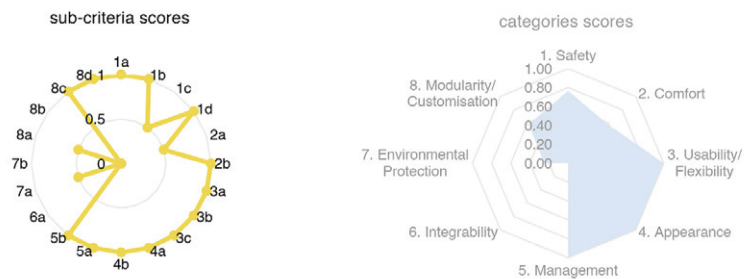 sub-criteria scores
1a
1b
1c
1d
2a
2b
3a
3b
3c
4a
4b
5a
5b
6a
7a
7b
8a
8b
8c
8d
1
0.5
0
categories scores
1. Safety
2. Comfort
3. Usability/
Flexibility
4. Appearance
5. Management
6. Integrability
7. Environmental
Protection
8. Modularity/
Customisation
1.00
0.80
0.60
0.40
0.20
0.00